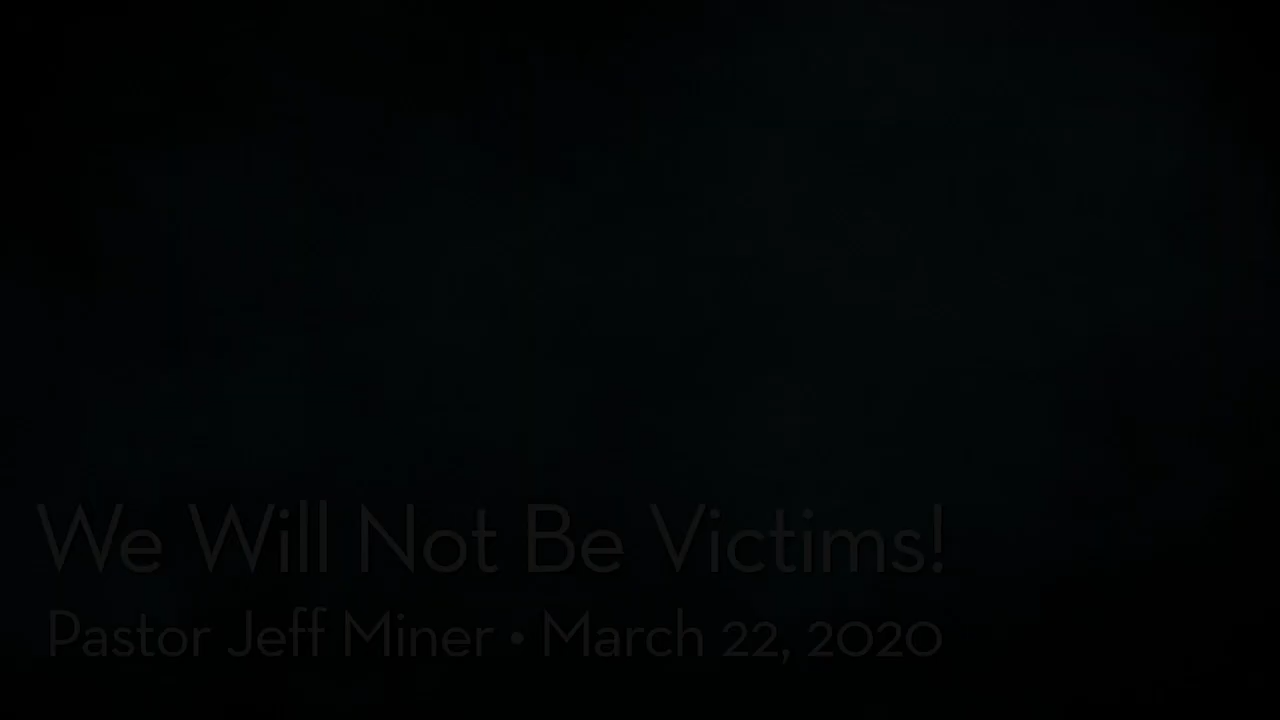 We Will Not Be Victims!
Pastor Jeff Miner • March 22, 2020